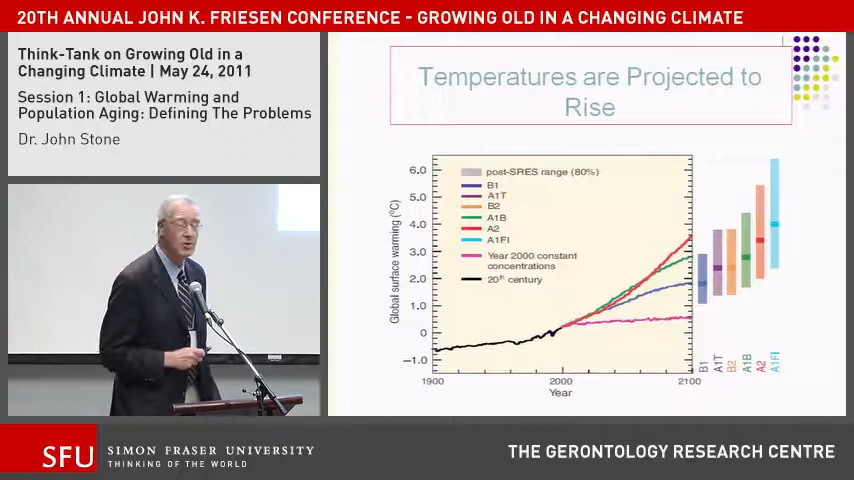 20TH ANNUAL JOHN K. FRIESEN CONFERENCE - GROWING OLD IN A CHANGING CLIMATE
Think-Tank on Growing Old in a
Changing Climate | May 24, 2011
Session 1: Global Warming and
Population Aging: Defining The Problems
Dr. John Stone
Temperatures are Projected to
Rise
Global surface warming (°C)
6.0
5.0
4.0
3.0
2.0
1.0
0
−1.0
post-SRES range (80%)
B1
A1T
B2
A1B
A2
A1FI
Year 2000 constant
concentrations
20th century
1900
2000
2100
Year
B1
A1T
B2
A1B
A2
A1FI
SFU
SIMON FRASER UNIVERSITY
THINKING OF THE WORLD
THE GERONTOLOGY RESEARCH CENTRE